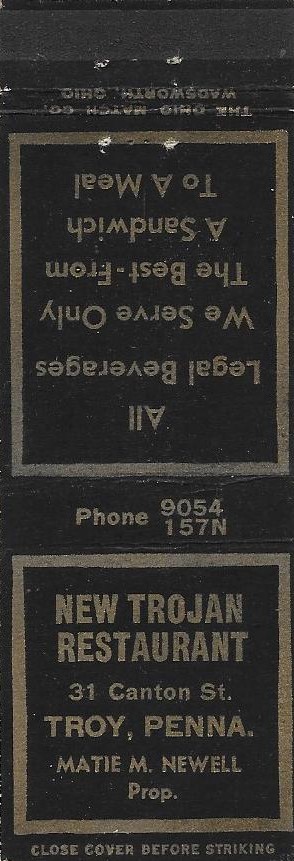 THE OHIO MATCH CO.
WADSWORTH, OHIO
All
Legal Beverages
We Serve Only
The Best-From
A Sandwich
To A Meal
Phone 9054
157N
NEW TROJAN
RESTAURANT
31 Canton St.
TROY, PENNA.
MATIE M. NEWELL
Prop.
CLOSE COVER BEFORE STRIKING